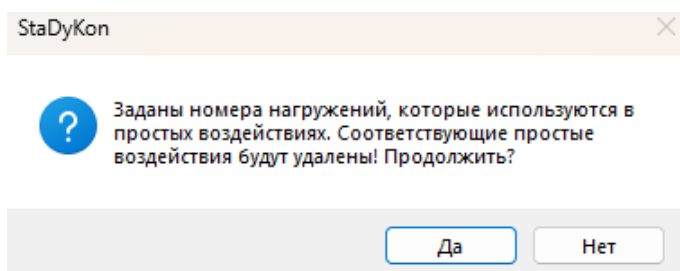 StaDyKon
Заданы номера нагружений, которые используются в
простых воздействиях. Соответствующие простые
воздействия будут удалены! Продолжить?
Да
Нет